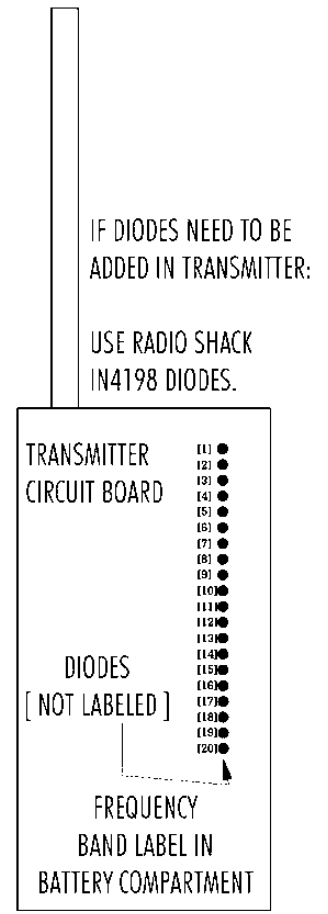 IF DIODES NEED TO BE
ADDED IN TRANSMITTER:
USE RADIO SHACK
IN4198 DIODES.
TRANSMITTER
CIRCUIT BOARD
[1]
[2]
[3]
[4]
[5]
[6]
[7]
[8]
[9]
[10]
[11]
[12]
[13]
[14]
[15]
[16]
[17]
[18]
[19]
[20]
DIODES
[ NOT LABELED ]
FREQUENCY
BAND LABEL IN
BATTERY COMPARTMENT